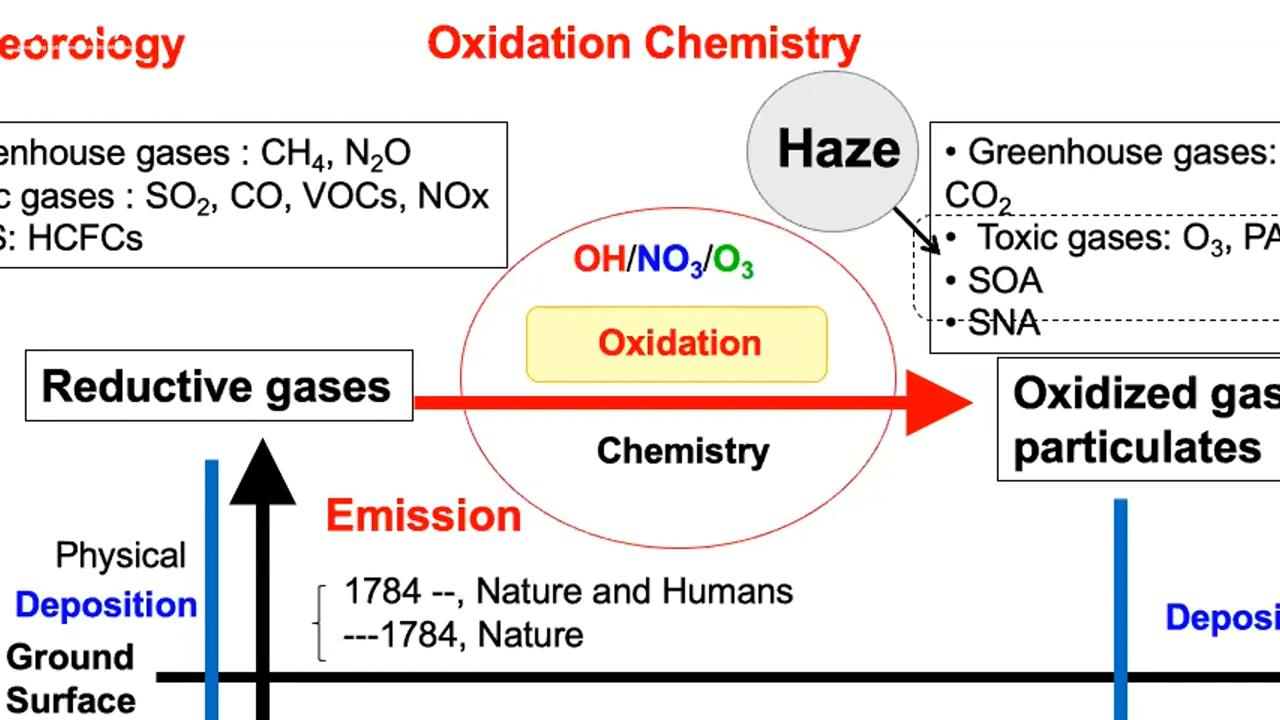 eorology
Oxidation Chemistry
Haze
enhouse gases : CH₄, N₂O
c gases : SO₂, CO, VOCs, NOx
S: HCFCs
• Greenhouse gases:
CO₂
• Toxic gases: O₃, PA
• SOA
• SNA
OH/NO₃/O₃
Oxidation
Reductive gases
Chemistry
Oxidized gas
particulates
Emission
Physical
Deposition
1784 --, Nature and Humans
---1784, Nature
Deposi
Ground
Surface